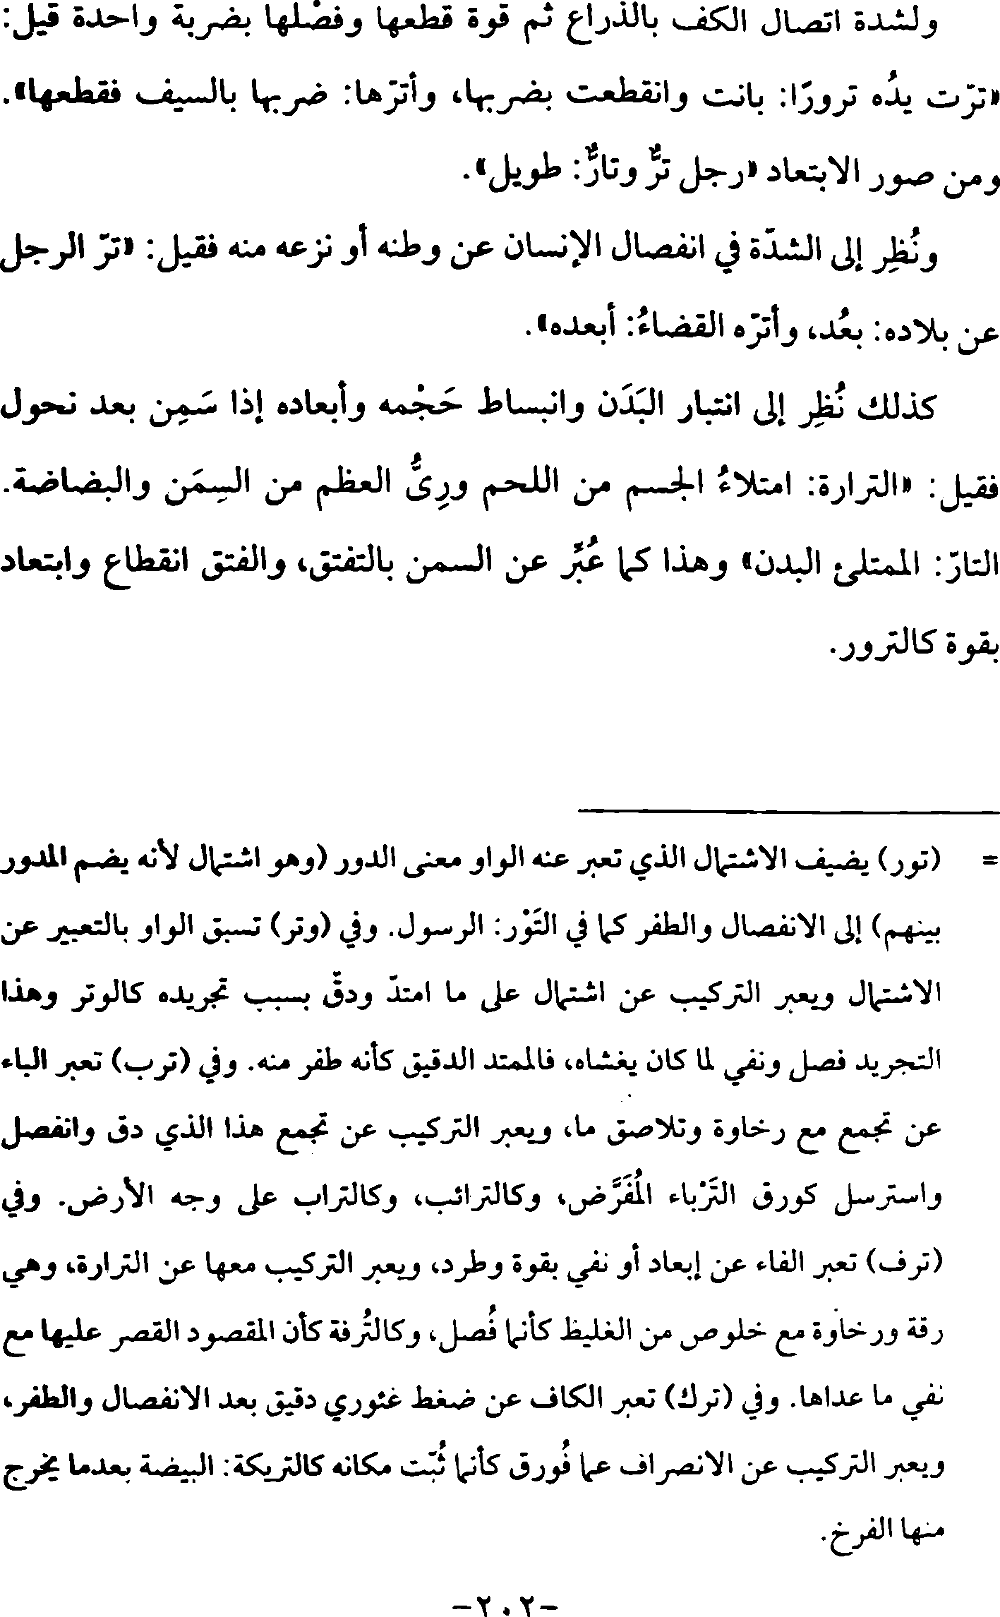 ولشدة اتصال الكف بالذراع ثم قوة قطعها وفصْلها بضربة واحدة قيل:
«ترّت يدُه ترورًا: بانت وانقطعت بضربها، وأترّها: ضربها بالسيف فقطعها».
ومن صور الابتعاد «رجل ترٌّ وتارٌّ: طويل».
ونُظِر إلى الشدّة في انفصال الإنسان عن وطنه أو نزعه منه فقيل: «ترّ الرجل
عن بلاده: بعُد، وأترّه القضاءُ: أبعده».
كذلك نُظِر إلى انتبار البَدَن وانبساط حَجْمه وأبعاده إذا سَمِن بعد نحول
فقيل: «الترارة: امتلاءُ الجسم من اللحم ورِىُّ العظم من السِمَن والبضاضة.
التارّ: الممتلئ البدن» وهذا كما عُبِّر عن السمن بالتفتق، والفتق انقطاع وابتعاد
بقوة كالترور.
= (تور) يضيف الاشتمال الذي تعبر عنه الواو معنى الدور (وهو اشتمال لأنه يضم المدور
بينهم) إلى الانفصال والطفر كما في التَوْر: الرسول. وفي (وتر) تسبق الواو بالتعبير عن
الاشتمال ويعبر التركيب عن اشتمال على ما امتدّ ودقّ بسبب تجريده كالوتر وهذا
التجريد فصل ونفي لما كان يغشاه، فالممتد الدقيق كأنه طفر منه. وفي (ترب) تعبر الباء
عن تجمع مع رخاوة وتلاصق ما، ويعبر التركيب عن تجمع هذا الذي دق وانفصل
واسترسل كورق التَرْباء المُفَرَّض، وكالترائب، وكالتراب على وجه الأرض. وفي
(ترف) تعبر الفاء عن إبعاد أو نفي بقوة وطرد، ويعبر التركيب معها عن الترارة، وهي
رقة ورخاوة مع خلوص من الغليظ كأنما فُصل، وكالتُرفة كأن المقصود القصر عليها مع
نفي ما عداها. وفي (ترك) تعبر الكاف عن ضغط غئوري دقيق بعد الانفصال والطفر،
ويعبر التركيب عن الانصراف عما فُورق كأنما ثُبّت مكانه كالتريكة: البيضة بعدما يخرج
منها الفرخ.
-٢٠٢-